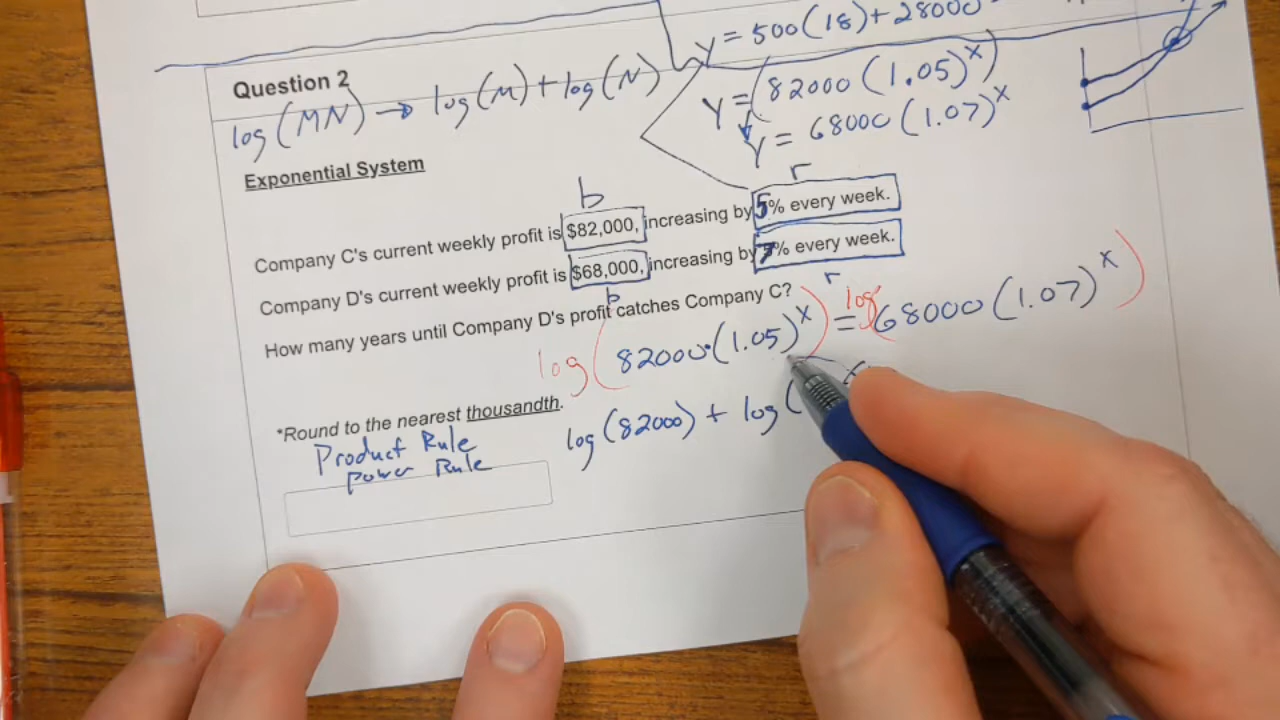 y = 500(18) + 28000
Question 2
log(MN) → log(M) + log(N)
y = (82000(1.05)^x)
y = 68000(1.07)^x
Exponential System
b
r
Company C's current weekly profit is $82,000, increasing by 5% every week.
Company D's current weekly profit is $68,000, increasing by 7% every week.
b
r
How many years until Company D's profit catches Company C?
log(82000·(1.05)^x) = log(68000(1.07)^x)
*Round to the nearest thousandth.
log(82000) + log(
Product Rule
Power Rule